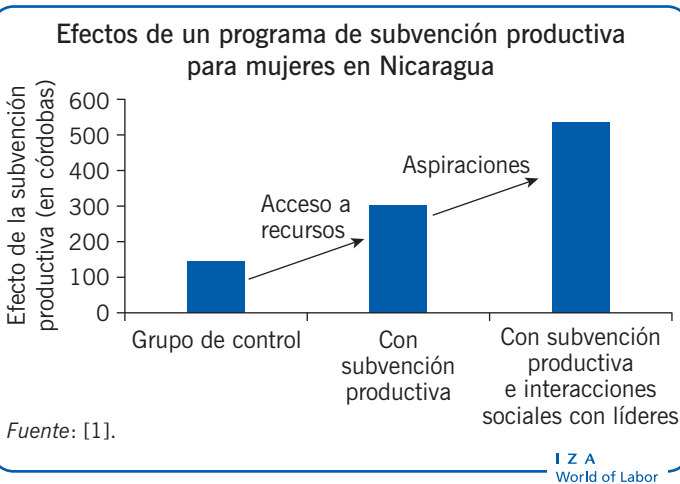 Efectos de un programa de subvención productiva
para mujeres en Nicaragua
Efecto de la subvención
productiva (en córdobas)
600
500
400
300
200
100
0
Acceso a
recursos
Aspiraciones
Grupo de control
Con
subvención
productiva
Con subvención
productiva
e interacciones
sociales con líderes
Fuente: [1].
I Z A
World of Labor